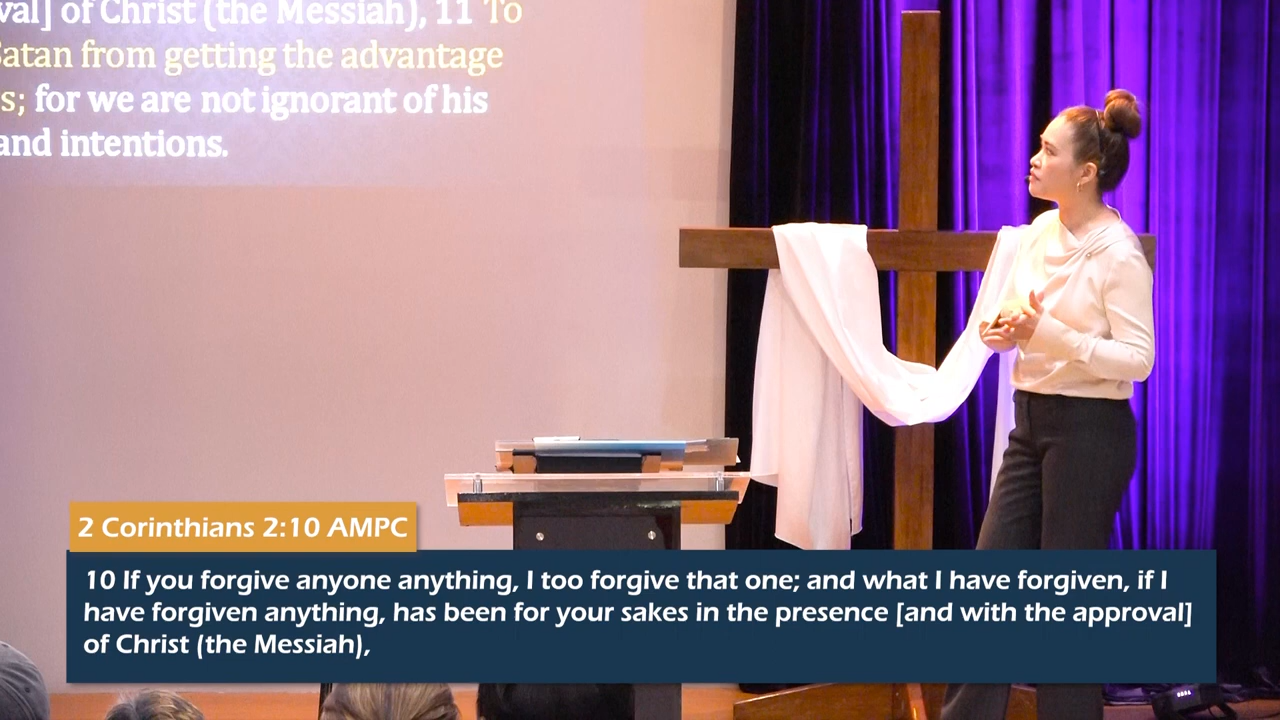 val] of Christ (the Messiah), 11 To
Satan from getting the advantage
s; for we are not ignorant of his
and intentions.
2 Corinthians 2:10 AMPC
10 If you forgive anyone anything, I too forgive that one; and what I have forgiven, if I
have forgiven anything, has been for your sakes in the presence [and with the approval]
of Christ (the Messiah),